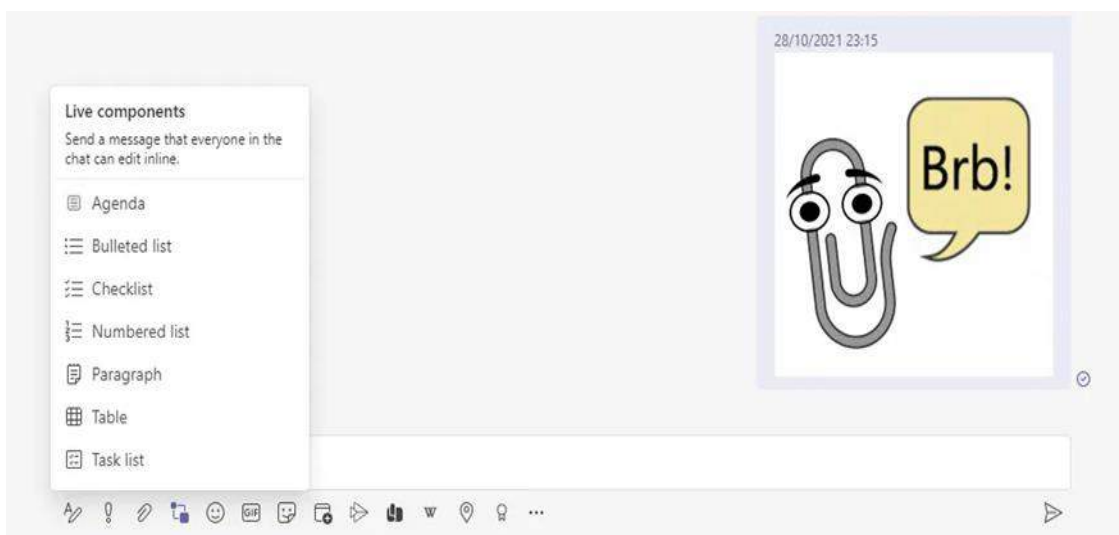 28/10/2021 23:15
Brb!
Live components
Send a message that everyone in the
chat can edit inline.
Agenda
Bulleted list
Checklist
Numbered list
Paragraph
Table
Task list
GIF
W